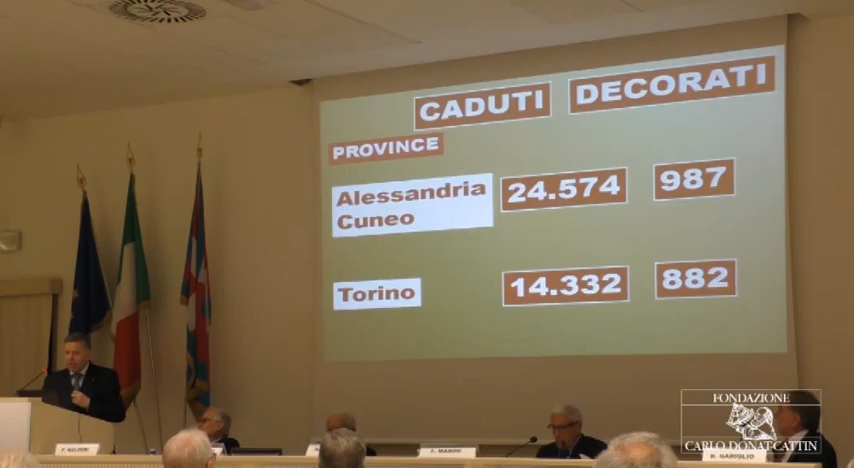 CADUTI DECORATI
PROVINCE
Alessandria 24.574 987
Cuneo
Torino 14.332 882
FONDAZIONE
CARLO DONAT-CATTIN